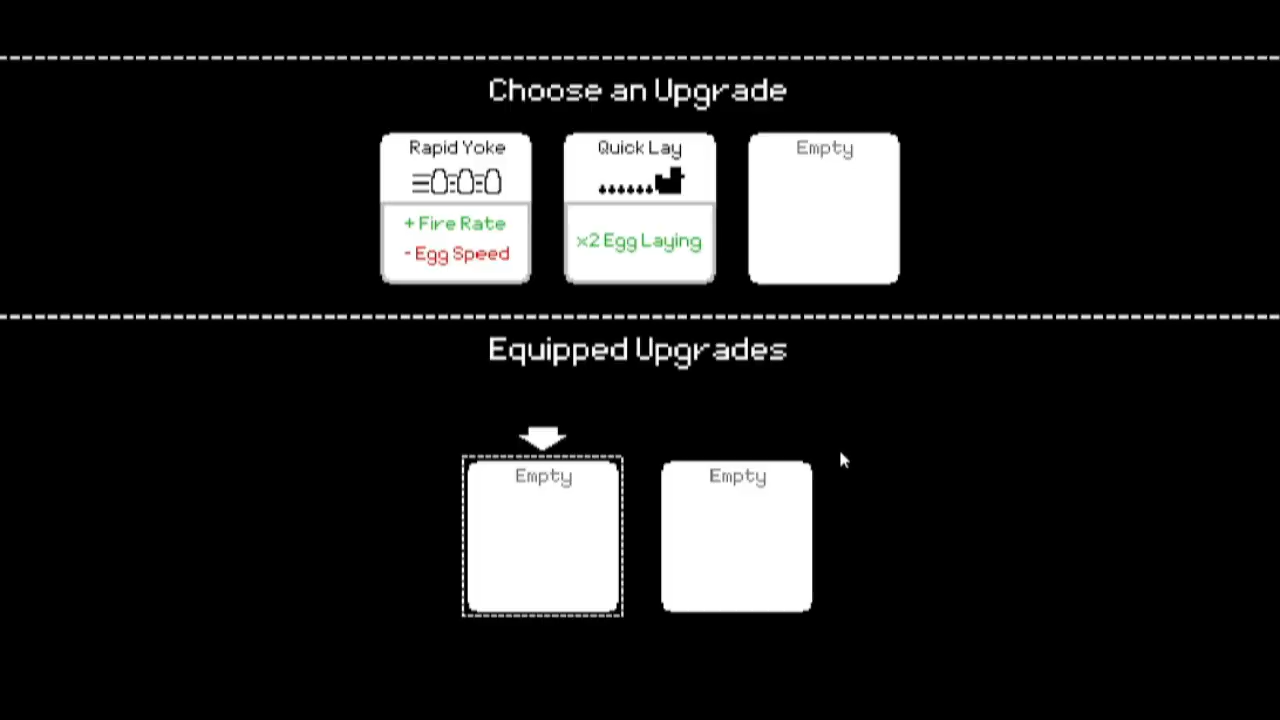 Choose an Upgrade
Rapid Yoke
Quick Lay
Empty
+ Fire Rate
- Egg Speed
x2 Egg Laying
Equipped Upgrades
Empty
Empty